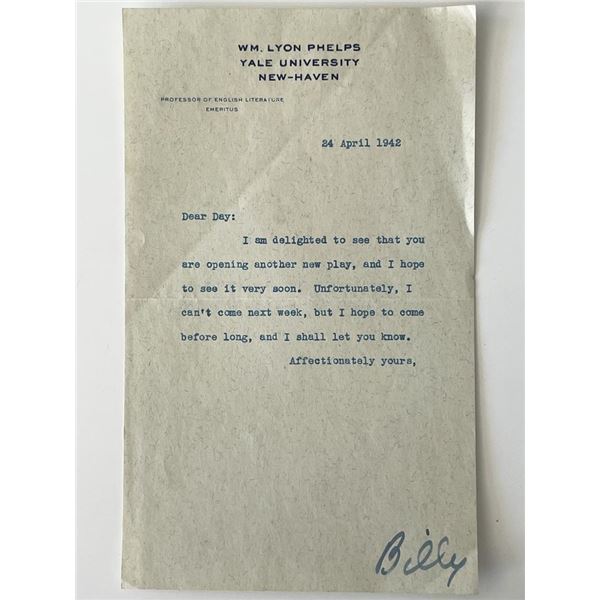 WM. LYON PHELPS
YALE UNIVERSITY
NEW-HAVEN
PROFESSOR OF ENGLISH LITERATURE
EMERITUS
24 April 1942
Dear Day:
I am delighted to see that you
are opening another new play, and I hope
to see it very soon. Unfortunately, I
can't come next week, but I hope to come
before long, and I shall let you know.
Affectionately yours,
Billy